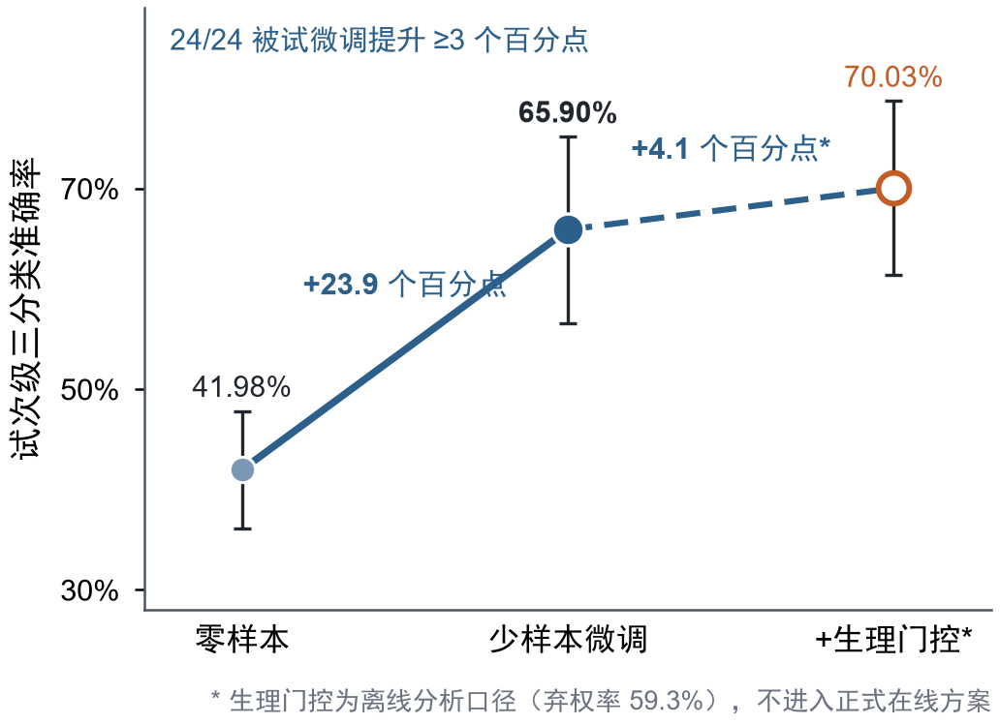 24/24 被试微调提升 ≥3 个百分点
70.03%
65.90%
+4.1 个百分点*
试次级三分类准确率
70%
+23.9 个百分点
41.98%
50%
30%
零样本
少样本微调
+生理门控*
* 生理门控为离线分析口径（弃权率 59.3%），不进入正式在线方案